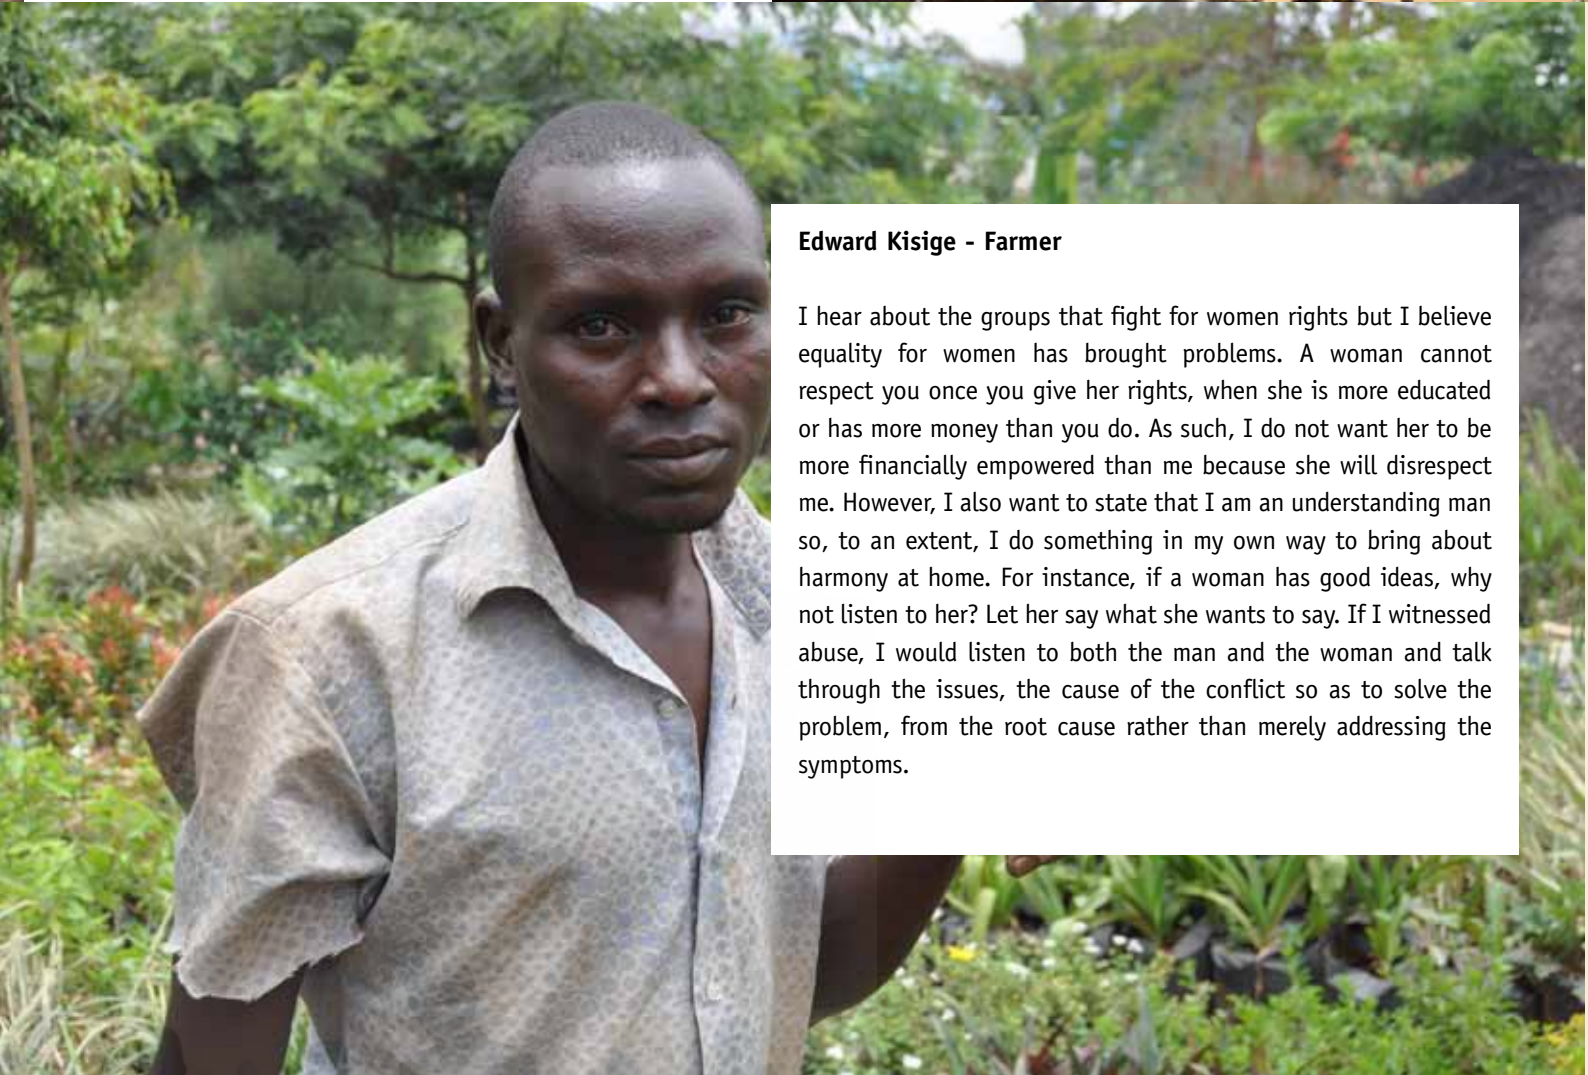 Edward Kisige - Farmer
I hear about the groups that fight for women rights but I believe
equality for women has brought problems. A woman cannot
respect you once you give her rights, when she is more educated
or has more money than you do. As such, I do not want her to be
more financially empowered than me because she will disrespect
me. However, I also want to state that I am an understanding man
so, to an extent, I do something in my own way to bring about
harmony at home. For instance, if a woman has good ideas, why
not listen to her? Let her say what she wants to say. If I witnessed
abuse, I would listen to both the man and the woman and talk
through the issues, the cause of the conflict so as to solve the
problem, from the root cause rather than merely addressing the
symptoms.